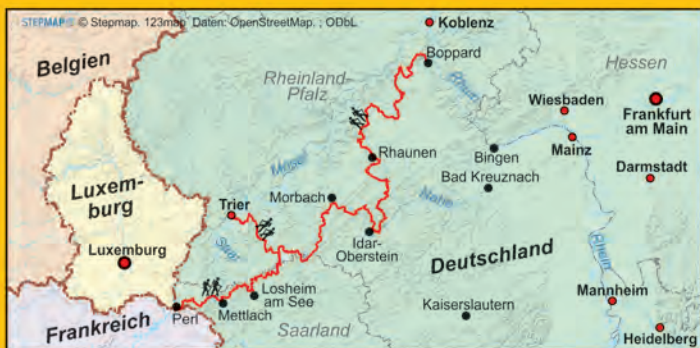 STEPMAP © Stepmap. 123map Daten: OpenStreetMap. ; ODbL
Koblenz
Belgien
Boppard
Rheinland-
Pfalz
Rhein
Hessen
Wiesbaden
Frankfurt
am Main
Mainz
Rhaunen
Bingen
Mosel
Luxem-
burg
Bad Kreuznach
Darmstadt
Morbach
Nahe
Trier
Saar
Rhein
Luxemburg
Idar-
Oberstein
Deutschland
Losheim
am See
Mannheim
Perl
Mettlach
Kaiserslautern
Frankreich
Saarland
Heidelberg